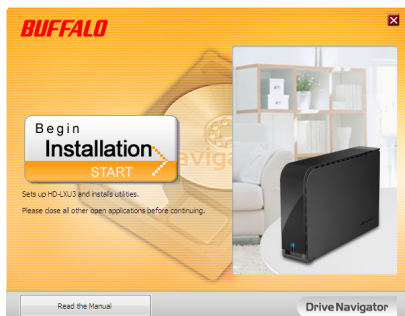 BUFFALO
Begin
Installation
START
Sets up HD-LXU3 and installs utilities.
Please close all other open applications before continuing.
Read the Manual
DriveNavigator